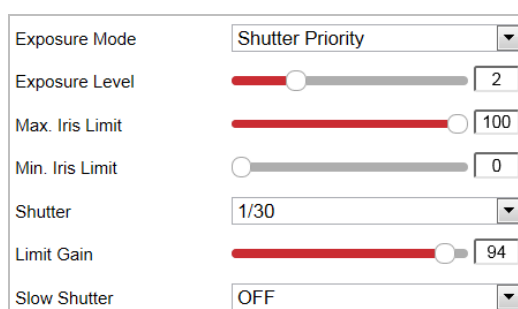 Exposure Mode Shutter Priority
Exposure Level 2
Max. Iris Limit 100
Min. Iris Limit 0
Shutter 1/30
Limit Gain 94
Slow Shutter OFF